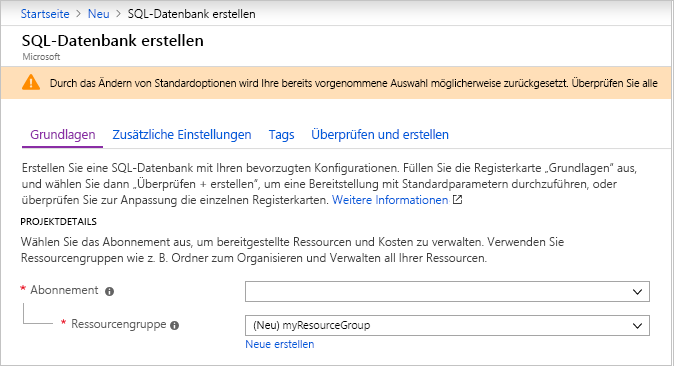 Startseite > Neu > SQL-Datenbank erstellen
SQL-Datenbank erstellen
Microsoft
Durch das Ändern von Standardoptionen wird Ihre bereits vorgenommene Auswahl möglicherweise zurückgesetzt. Überprüfen Sie alle
Grundlagen Zusätzliche Einstellungen Tags Überprüfen und erstellen
Erstellen Sie eine SQL-Datenbank mit Ihren bevorzugten Konfigurationen. Füllen Sie die Registerkarte „Grundlagen“ aus,
und wählen Sie dann „Überprüfen + erstellen“, um eine Bereitstellung mit Standardparametern durchzuführen, oder
überprüfen Sie zur Anpassung die einzelnen Registerkarten. Weitere Informationen
PROJEKTDETAILS
Wählen Sie das Abonnement aus, um bereitgestellte Ressourcen und Kosten zu verwalten. Verwenden Sie
Ressourcengruppen wie z. B. Ordner zum Organisieren und Verwalten all Ihrer Ressourcen.
* Abonnement
* Ressourcengruppe (Neu) myResourceGroup
Neue erstellen